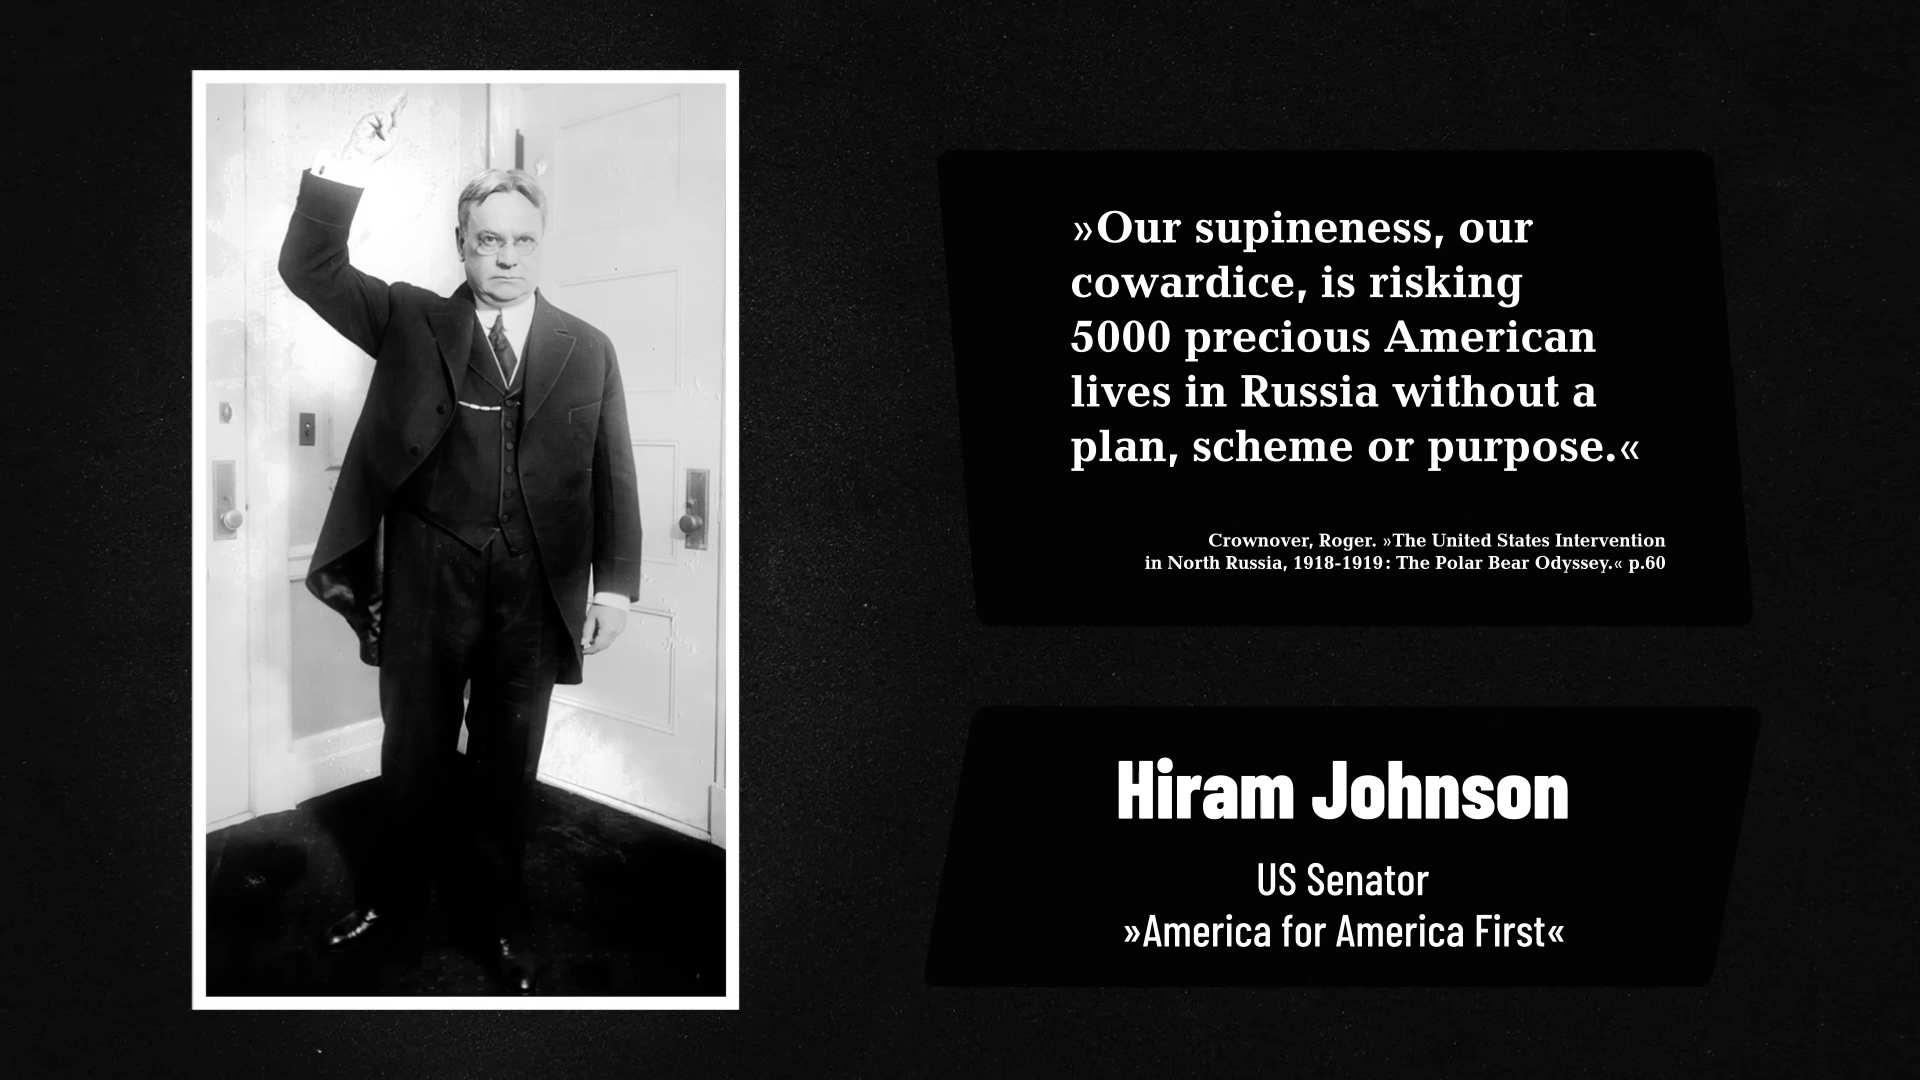 »Our supineness, our
cowardice, is risking
5000 precious American
lives in Russia without a
plan, scheme or purpose.«
Crownover, Roger. »The United States Intervention
in North Russia, 1918-1919: The Polar Bear Odyssey.« p.60
Hiram Johnson
US Senator
»America for America First«